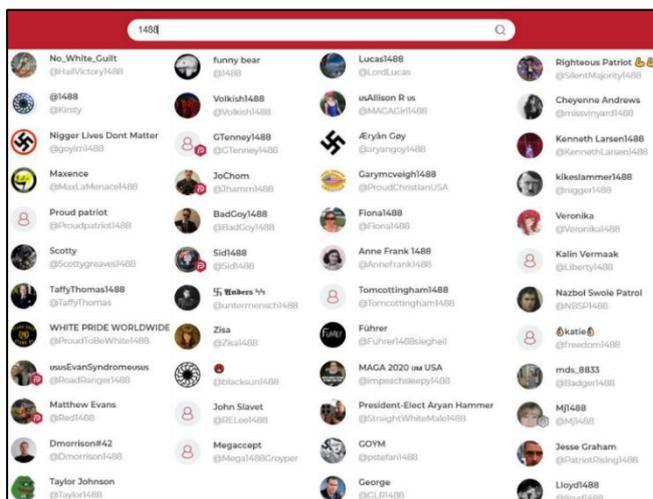 1488
No_White_Guilt
@HailVictory1488
@1488
@Kirsty
Nigger Lives Dont Matter
@goyim1488
Maxence
@MaxLaMenace1488
Proud patriot
@Proudpatriot1488
Scotty
@Scottygreaves1488
TaffyThomas1488
@TaffyThomas
WHITE PRIDE WORLDWIDE
@ProudToBeWhite1488
ususEvanSyndromeusus
@RoadRanger1488
Matthew Evans
@Red1488
Dmorrison#42
@Dmorrison1488
Taylor Johnson
@Taylor1488
funny bear
@1488
Volkish1488
@Volkish1488
GTenney1488
@GTenney1488
JoChom
@Jhamm1488
BadGoy1488
@BadGoy1488
Sid1488
@Sid1488
@untermensch1488
Zisa
@Zisa1488
@blacksun1488
John Slavet
@RELee1488
Megaccept
@Mega1488Groyper
Lucas1488
@LordLucas
usAllison R us
@MAGAGirl1488
Æryân Gøy
@aryangoy1488
Garymcveigh1488
@ProudChristianUSA
Fiona1488
@Fiona1488
Anne Frank 1488
@Annefrank1488
Tomcottingham1488
@Tomcottingham1488
Führer
@Fuhrer1488siegheil
MAGA 2020 USA
@impeachsleepy1488
President-Elect Aryan Hammer
@StraightWhiteMale1488
GOYM
@pstefan1488
George
@GLR1488
Righteous Patriot 💪💪
@SilentMajority1488
Cheyenne Andrews
@missvinyard1488
Kenneth Larsen1488
@KennethLarsen1488
kikeslammer1488
@nigger1488
Veronika
@Veronika1488
Kalin Vermaak
@Liberty1488
Nazbol Swole Patrol
@NBSP1488
katie
@freedom1488
mds_8833
@Badger1488
Mj1488
@Mj1488
Jesse Graham
@PatriotRising1488
Lloyd1488
@lloyd1488